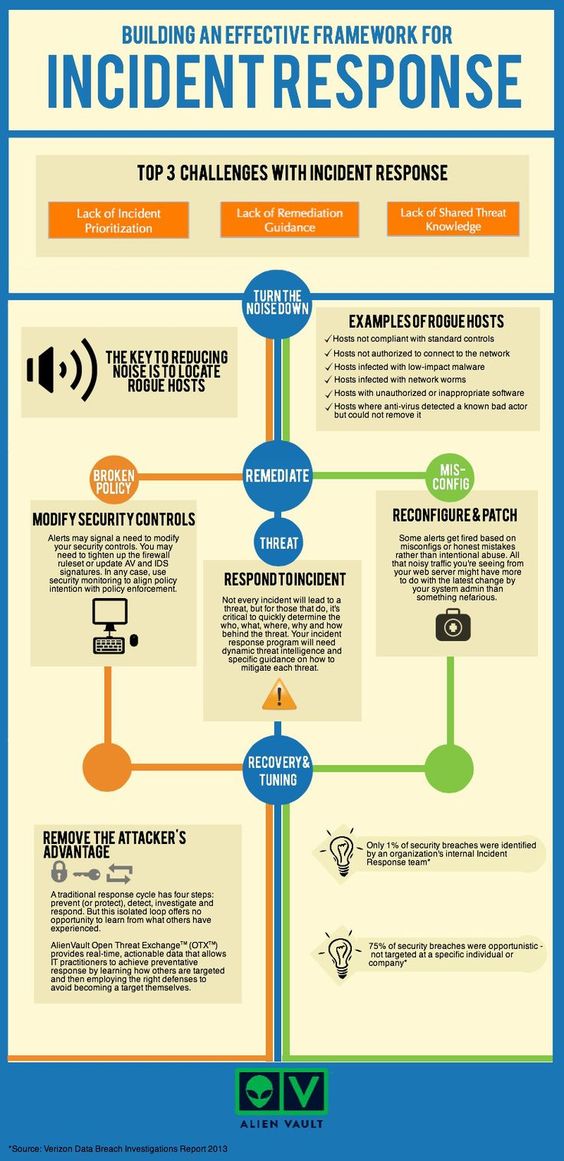 BUILDING AN EFFECTIVE FRAMEWORK FOR
INCIDENT RESPONSE
TOP 3 CHALLENGES WITH INCIDENT RESPONSE
Lack of Incident
Prioritization
Lack of Remediation
Guidance
Lack of Shared Threat
Knowledge
TURN THE
NOISE DOWN
THE KEY TO REDUCING
NOISE IS TO LOCATE
ROGUE HOSTS
EXAMPLES OF ROGUE HOSTS
✓Hosts not compliant with standard controls
✓Hosts not authorized to connect to the network
✓Hosts infected with low-impact malware
✓Hosts infected with network worms
✓Hosts with unauthorized or inappropriate software
✓Hosts where anti-virus detected a known bad actor
but could not remove it
BROKEN
POLICY
REMEDIATE
MIS-
CONFIG
MODIFY SECURITY CONTROLS
Alerts may signal a need to modify
your security controls. You may
need to tighten up the firewall
ruleset or update AV and IDS
signatures. In any case, use
security monitoring to align policy
intention with policy enforcement.
THREAT
RESPOND TO INCIDENT
Not every incident will lead to a
threat, but for those that do, it's
critical to quickly determine the
who, what, where, why and how
behind the threat. Your incident
response program will need
dynamic threat intelligence and
specific guidance on how to
mitigate each threat.
RECONFIGURE & PATCH
Some alerts get fired based on
misconfigs or honest mistakes
rather than intentional abuse. All
that noisy traffic you're seeing from
your web server might have more
to do with the latest change by
your system admin than
something nefarious.
RECOVERY &
TUNING
REMOVE THE ATTACKER'S
ADVANTAGE
A traditional response cycle has four steps:
prevent (or protect), detect, investigate and
respond. But this isolated loop offers no
opportunity to learn from what others have
experienced.
AlienVault Open Threat Exchange™ (OTX™)
provides real-time, actionable data that allows
IT practitioners to achieve preventative
response by learning how others are targeted
and then employing the right defenses to
avoid becoming a target themselves.
Only 1% of security breaches were identified
by an organization's internal Incident
Response team*
75% of security breaches were opportunistic -
not targeted at a specific individual or
company*
V
ALIEN VAULT
*Source: Verizon Data Breach Investigations Report 2013